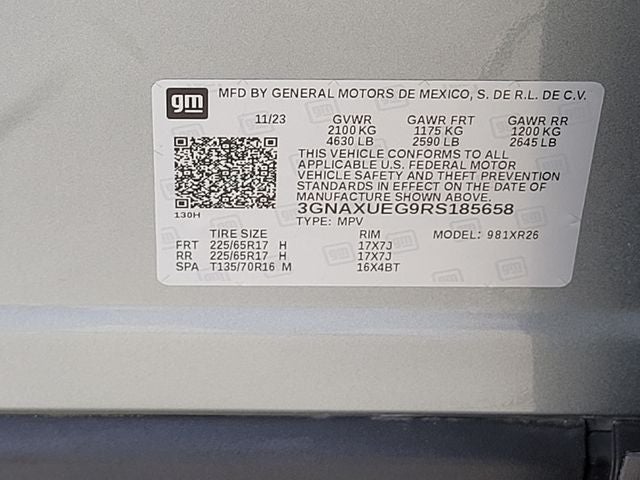 gm MFD BY GENERAL MOTORS DE MEXICO, S. DE R.L. DE C.V.
11/23 GVWR GAWR FRT GAWR RR
2100 KG 1175 KG 1200 KG
4630 LB 2590 LB 2645 LB
THIS VEHICLE CONFORMS TO ALL
APPLICABLE U.S. FEDERAL MOTOR
VEHICLE SAFETY AND THEFT PREVENTION
STANDARDS IN EFFECT ON THE DATE OF
MANUFACTURE SHOWN ABOVE.
130H 3GNAXUEG9RS185658
TYPE: MPV MODEL: 981XR26
TIRE SIZE RIM
FRT 225/65R17 H 17X7J
RR 225/65R17 H 17X7J
SPA T135/70R16 M 16X4BT